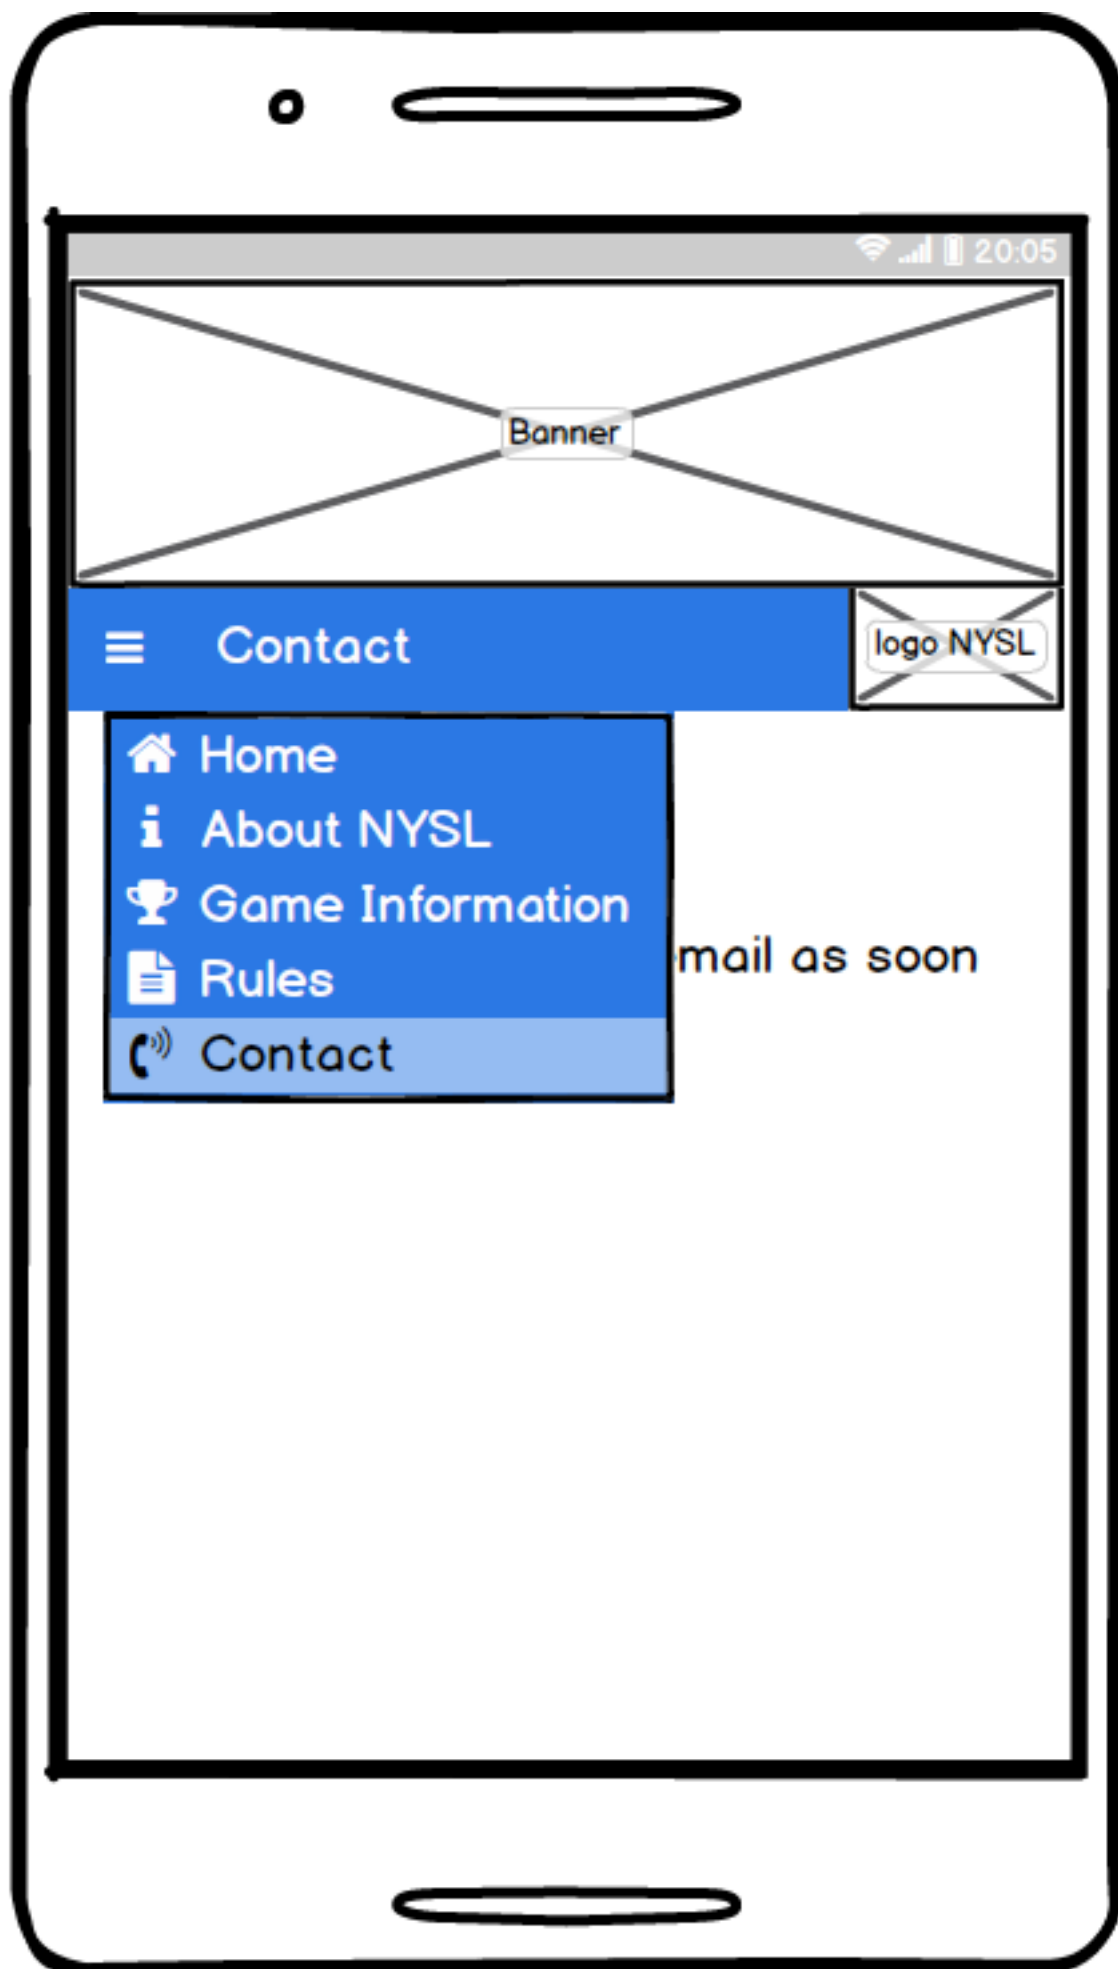 20:05
Banner
Contact
logo NYSL
Home
About NYSL
Game Information
Rules
Contact
mail as soon